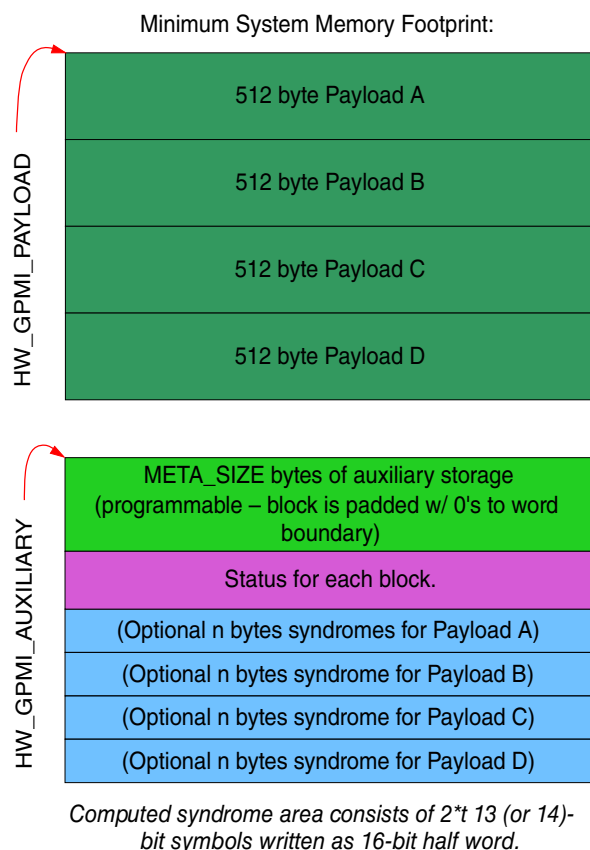 Minimum System Memory Footprint:
HW_GPMI_PAYLOAD
512 byte Payload A
512 byte Payload B
512 byte Payload C
512 byte Payload D
HW_GPMI_AUXILIARY
META_SIZE bytes of auxiliary storage
(programmable – block is padded w/ 0's to word
boundary)
Status for each block.
(Optional n bytes syndromes for Payload A)
(Optional n bytes syndrome for Payload B)
(Optional n bytes syndrome for Payload C)
(Optional n bytes syndrome for Payload D)
Computed syndrome area consists of 2*t 13 (or 14)-
bit symbols written as 16-bit half word.